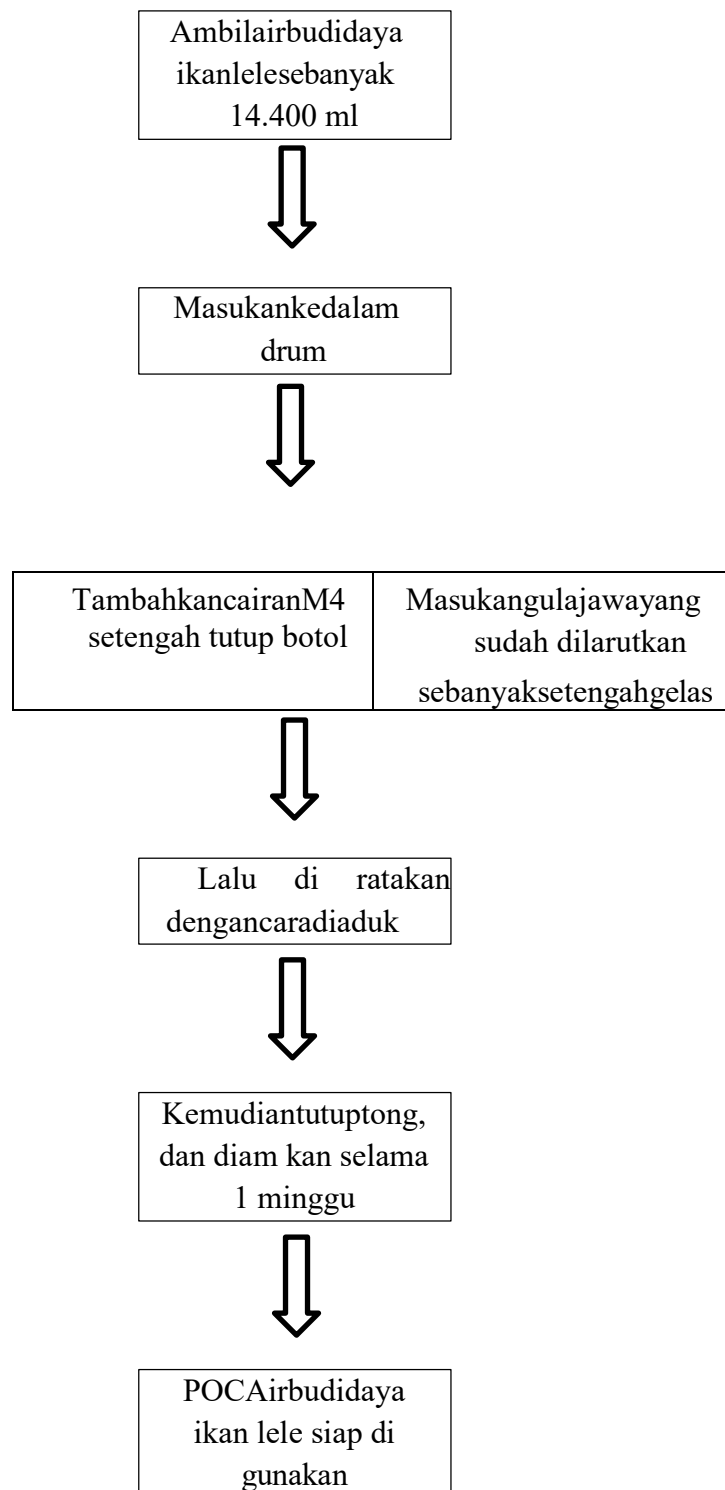 Ambilairbudidaya
ikanlelesebanyak
14.400 ml
Masukankedalam
drum
TambahkancairanM4
setengah tutup botol
Masukangulajawayang
sudah dilarutkan
sebanyaksetengahgelas
Lalu di ratakan
dengancaradiaduk
Kemudiantutuptong,
dan diam kan selama
1 minggu
POCAirbudidaya
ikan lele siap di
gunakan